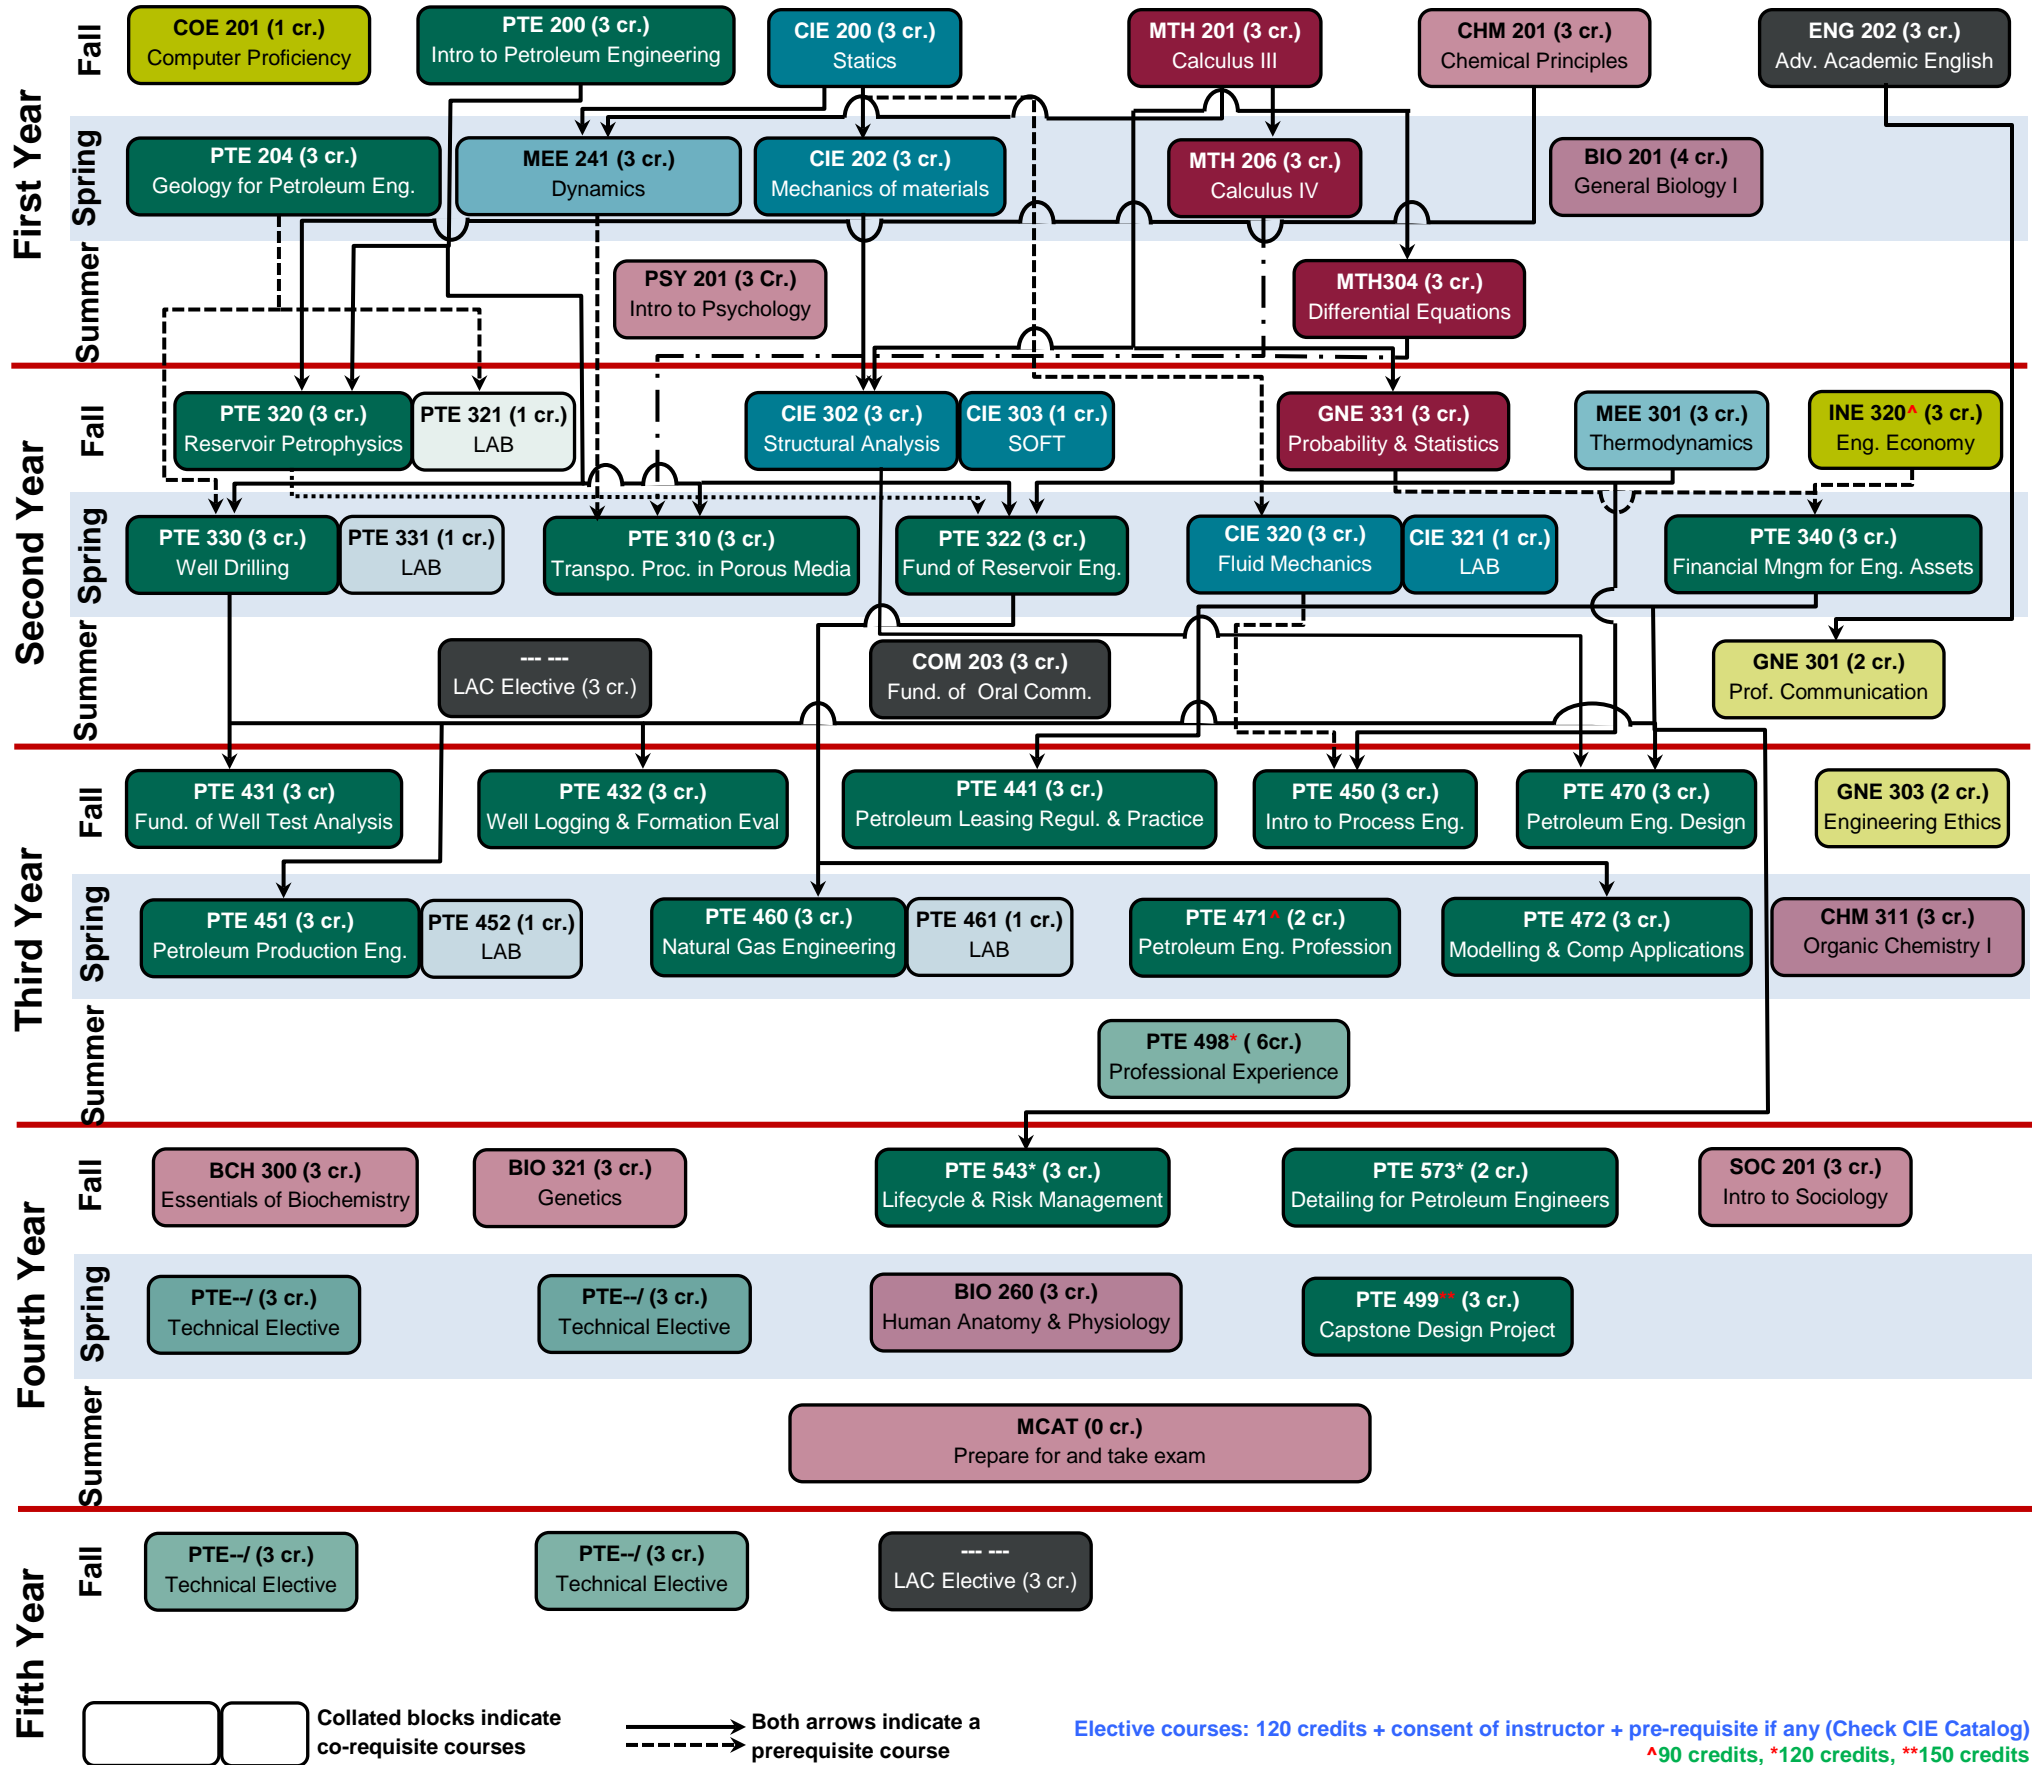 First Year
Fall
COE 201 (1 cr.)
Computer Proficiency
PTE 200 (3 cr.)
Intro to Petroleum Engineering
CIE 200 (3 cr.)
Statics
MTH 201 (3 cr.)
Calculus III
CHM 201 (3 cr.)
Chemical Principles
ENG 202 (3 cr.)
Adv. Academic English
Spring
PTE 204 (3 cr.)
Geology for Petroleum Eng.
MEE 241 (3 cr.)
Dynamics
CIE 202 (3 cr.)
Mechanics of materials
MTH 206 (3 cr.)
Calculus IV
BIO 201 (4 cr.)
General Biology I
Summer
PSY 201 (3 Cr.)
Intro to Psychology
MTH304 (3 cr.)
Differential Equations
Second Year
Fall
PTE 320 (3 cr.)
Reservoir Petrophysics
PTE 321 (1 cr.)
LAB
CIE 302 (3 cr.)
Structural Analysis
CIE 303 (1 cr.)
SOFT
GNE 331 (3 cr.)
Probability & Statistics
MEE 301 (3 cr.)
Thermodynamics
INE 320^ (3 cr.)
Eng. Economy
Spring
PTE 330 (3 cr.)
Well Drilling
PTE 331 (1 cr.)
LAB
PTE 310 (3 cr.)
Transpo. Proc. in Porous Media
PTE 322 (3 cr.)
Fund of Reservoir Eng.
CIE 320 (3 cr.)
Fluid Mechanics
CIE 321 (1 cr.)
LAB
PTE 340 (3 cr.)
Financial Mngm for Eng. Assets
Summer
--- ---
LAC Elective (3 cr.)
COM 203 (3 cr.)
Fund. of Oral Comm.
GNE 301 (2 cr.)
Prof. Communication
Third Year
Fall
PTE 431 (3 cr)
Fund. of Well Test Analysis
PTE 432 (3 cr.)
Well Logging & Formation Eval
PTE 441 (3 cr.)
Petroleum Leasing Regul. & Practice
PTE 450 (3 cr.)
Intro to Process Eng.
PTE 470 (3 cr.)
Petroleum Eng. Design
GNE 303 (2 cr.)
Engineering Ethics
Spring
PTE 451 (3 cr.)
Petroleum Production Eng.
PTE 452 (1 cr.)
LAB
PTE 460 (3 cr.)
Natural Gas Engineering
PTE 461 (1 cr.)
LAB
PTE 471^ (2 cr.)
Petroleum Eng. Profession
PTE 472 (3 cr.)
Modelling & Comp Applications
CHM 311 (3 cr.)
Organic Chemistry I
Summer
PTE 498* ( 6cr.)
Professional Experience
Fourth Year
Fall
BCH 300 (3 cr.)
Essentials of Biochemistry
BIO 321 (3 cr.)
Genetics
PTE 543* (3 cr.)
Lifecycle & Risk Management
PTE 573* (2 cr.)
Detailing for Petroleum Engineers
SOC 201 (3 cr.)
Intro to Sociology
Spring
PTE--/ (3 cr.)
Technical Elective
PTE--/ (3 cr.)
Technical Elective
BIO 260 (3 cr.)
Human Anatomy & Physiology
PTE 499** (3 cr.)
Capstone Design Project
Summer
MCAT (0 cr.)
Prepare for and take exam
Fifth Year
Fall
PTE--/ (3 cr.)
Technical Elective
PTE--/ (3 cr.)
Technical Elective
--- ---
LAC Elective (3 cr.)
Collated blocks indicate
co-requisite courses
Both arrows indicate a
prerequisite course
Elective courses: 120 credits + consent of instructor + pre-requisite if any (Check CIE Catalog)
^90 credits, *120 credits, **150 credits